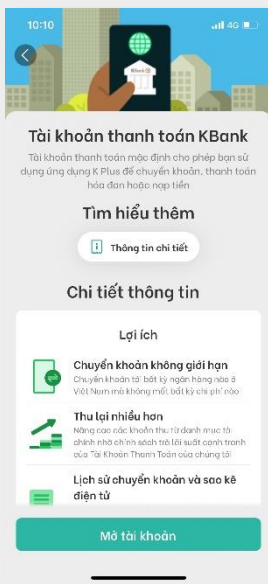 10:10
4G
KBank
Tài khoản thanh toán KBank
Tài khoản thanh toán mặc định cho phép bạn sử
dụng ứng dụng K Plus để chuyển khoản, thanh toán
hóa đơn hoặc nạp tiền
Tìm hiểu thêm
Thông tin chi tiết
Chi tiết thông tin
Lợi ích
Chuyển khoản không giới hạn
Chuyển khoản tới bất kỳ ngân hàng nào ở
Việt Nam mà không mất bất kỳ chi phí nào
Thu lại nhiều hơn
Nâng cao các khoản thu từ danh mục tài
chính nhờ chính sách trả lãi suất cạnh tranh
của Tài Khoản Thanh Toán của chúng tôi
Lịch sử chuyển khoản và sao kê
điện tử
Mở tài khoản